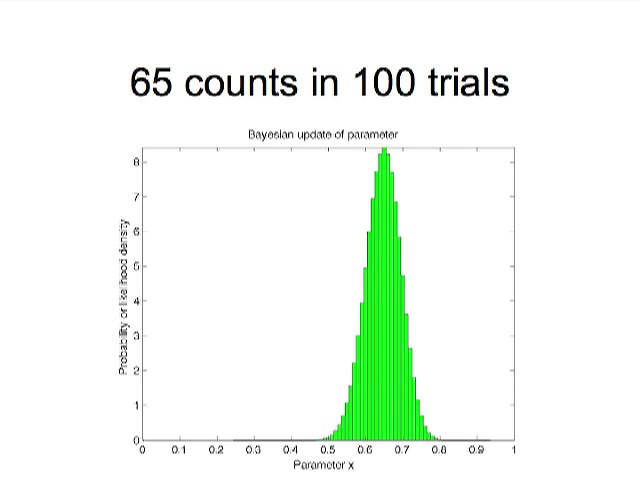 65 counts in 100 trials
Bayesian update of parameter
Probability or likelihood density
8
7
6
5
4
3
2
1
0
0 0.1 0.2 0.3 0.4 0.5 0.6 0.7 0.8 0.9 1
Parameter x